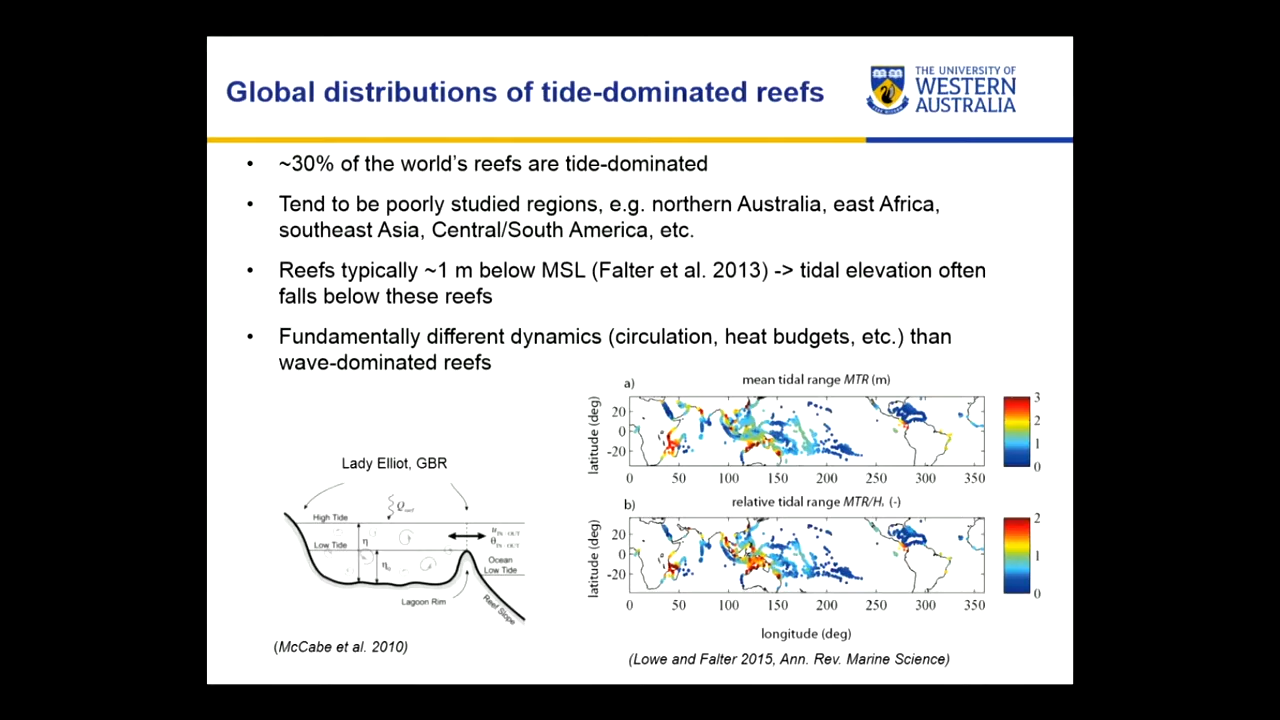 Global distributions of tide-dominated reefs
THE UNIVERSITY OF
WESTERN
AUSTRALIA
• ~30% of the world's reefs are tide-dominated
• Tend to be poorly studied regions, e.g. northern Australia, east Africa,
southeast Asia, Central/South America, etc.
• Reefs typically ~1 m below MSL (Falter et al. 2013) -> tidal elevation often
falls below these reefs
• Fundamentally different dynamics (circulation, heat budgets, etc.) than
wave-dominated reefs
Lady Elliot, GBR
High Tide
Low Tide
η
Ocean
Low Tide
Lagoon Rim
Reef Slope
(McCabe et al. 2010)
a)
mean tidal range MTR (m)
latitude (deg)
20
0
-20
0 50 100 150 200 250 300 350
3
2
1
0
b)
relative tidal range MTR/Hₛ (-)
latitude (deg)
20
0
-20
0 50 100 150 200 250 300 350
2
1
0
longitude (deg)
(Lowe and Falter 2015, Ann. Rev. Marine Science)